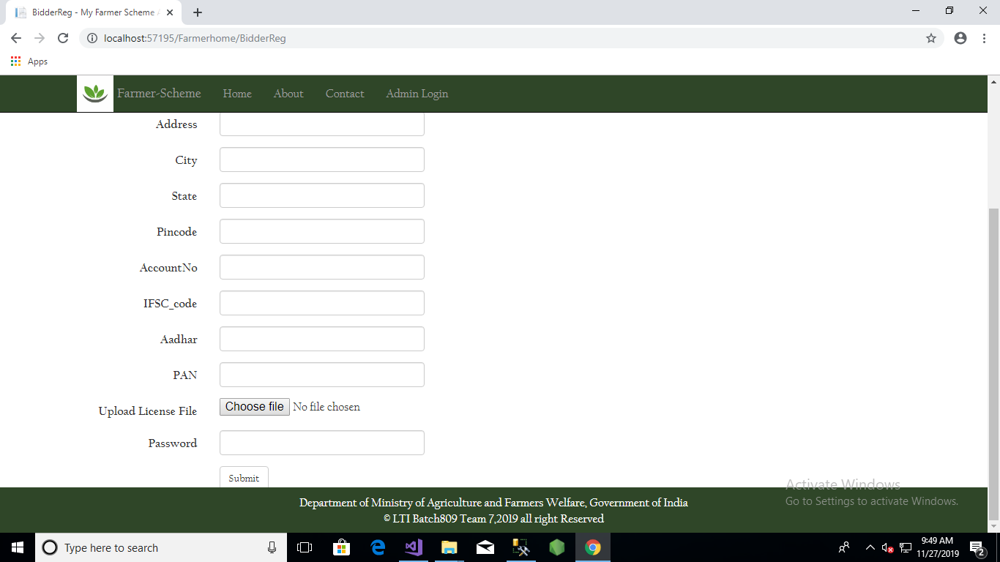 BidderReg - My Farmer Scheme
localhost:57195/Farmerhome/BidderReg
Apps
Farmer-Scheme Home About Contact Admin Login
Address
City
State
Pincode
AccountNo
IFSC_code
Aadhar
PAN
Upload License File Choose file No file chosen
Password
Submit
Activate Windows
Go to Settings to activate Windows.
Department of Ministry of Agriculture and Farmers Welfare, Government of India
© LTI Batch809 Team 7,2019 all right Reserved
Type here to search
9:49 AM
11/27/2019
2